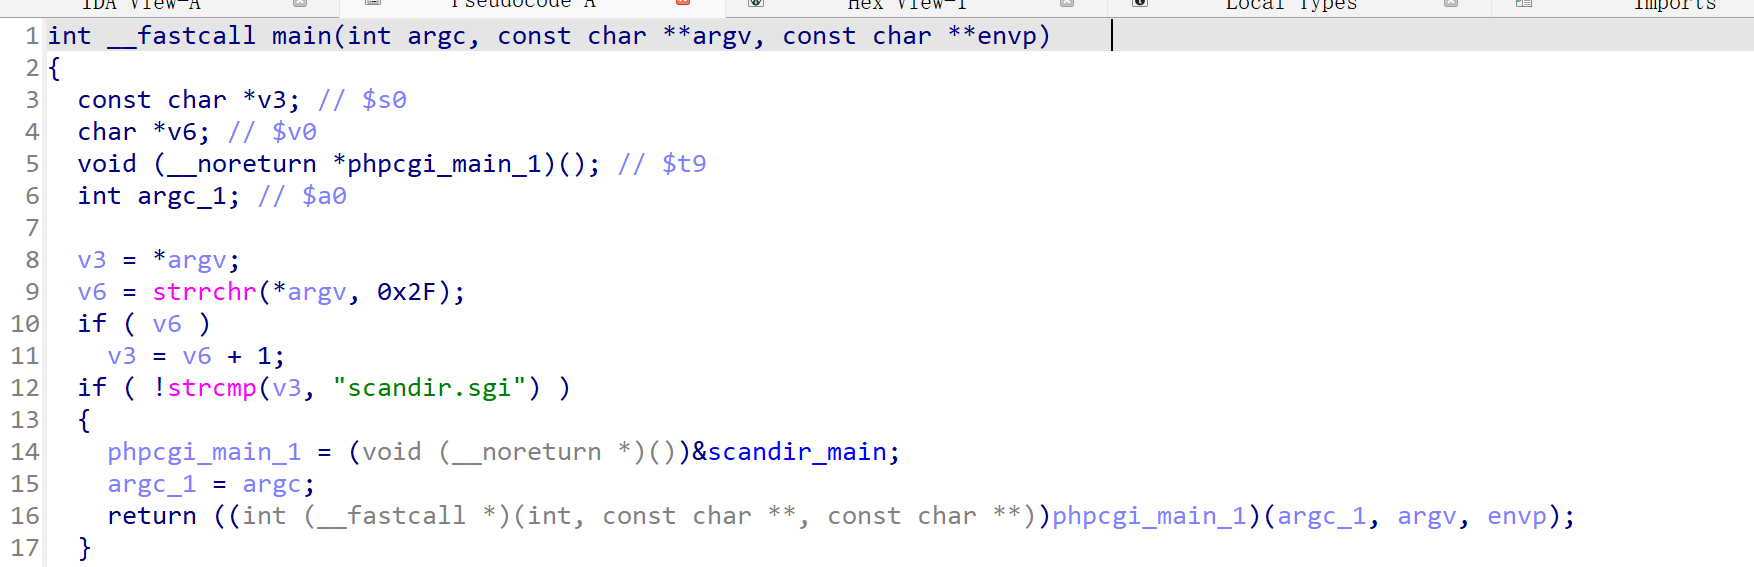 IDA View-A Pseudocode A Hex View-1 Local Types Imports
1 int __fastcall main(int argc, const char **argv, const char **envp)
2 {
3   const char *v3; // $s0
4   char *v6; // $v0
5   void (__noreturn *phpcgi_main_1)(); // $t9
6   int argc_1; // $a0
7
8   v3 = *argv;
9   v6 = strrchr(*argv, 0x2F);
10   if ( v6 )
11     v3 = v6 + 1;
12   if ( !strcmp(v3, "scandir.sgi") )
13   {
14     phpcgi_main_1 = (void (__noreturn *)())&scandir_main;
15     argc_1 = argc;
16     return ((int (__fastcall *)(int, const char **, const char **))phpcgi_main_1)(argc_1, argv, envp);
17   }